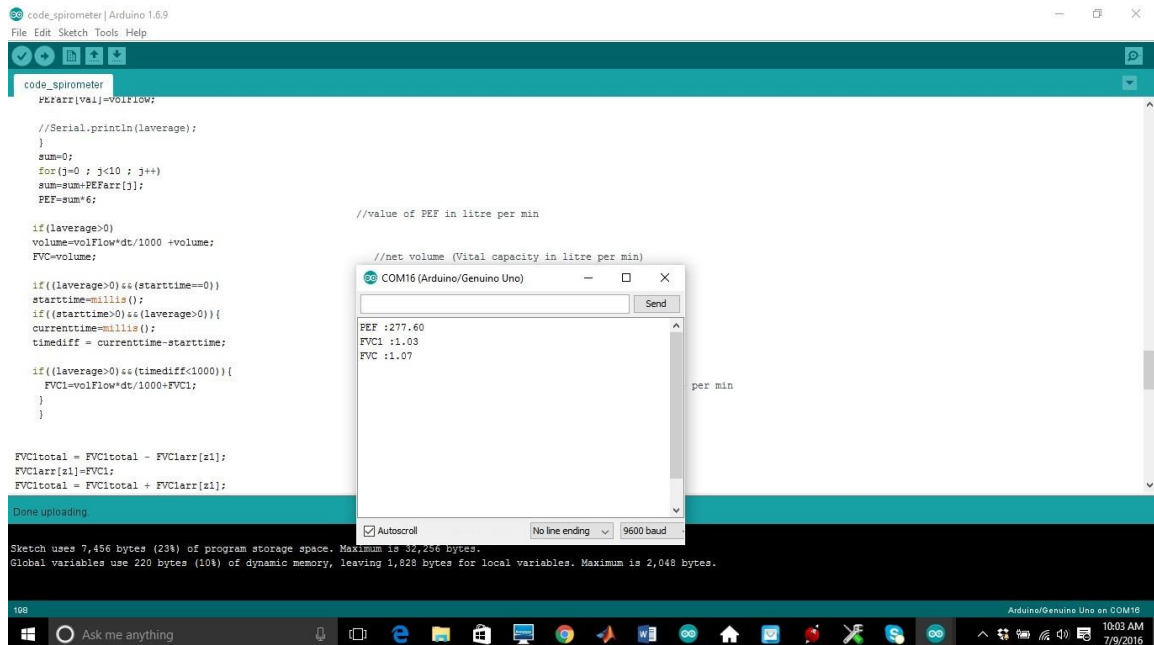 code_spirometer | Arduino 1.6.9
File Edit Sketch Tools Help
code_spirometer
PEFarr[val]=volFlow;
//Serial.println(laverage);
}
sum=0;
for(j=0 ; j<10 ; j++)
sum=sum+PEFarr[j];
PEF=sum*6;
//value of PEF in litre per min
if(laverage>0)
volume=volFlow*dt/1000 +volume;
FVC=volume;
//net volume (Vital capacity in litre per min)
if((laverage>0)&&(starttime==0))
starttime=millis();
if((starttime>0)&&(laverage>0)){
currenttime=millis();
timediff = currenttime-starttime;
if((laverage>0)&&(timediff<1000)){
FVC1=volFlow*dt/1000+FVC1;
per min
}
}
FVC1total = FVC1total - FVC1arr[z1];
FVC1arr[z1]=FVC1;
FVC1total = FVC1total + FVC1arr[z1];
COM16 (Arduino/Genuino Uno)
Send
PEF :277.60
FVC1 :1.03
FVC :1.07
Autoscroll
No line ending
9600 baud
Done uploading.
Sketch uses 7,456 bytes (23%) of program storage space. Maximum is 32,256 bytes.
Global variables use 220 bytes (10%) of dynamic memory, leaving 1,828 bytes for local variables. Maximum is 2,048 bytes.
198
Arduino/Genuino Uno on COM16
Ask me anything
10:03 AM
7/9/2016